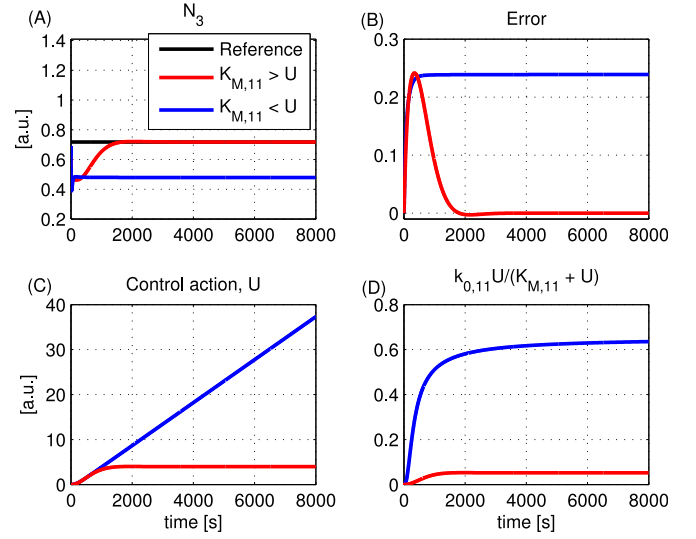 (A) N3
1.4
1.2
1
0.8
0.6
0.4
0.2
[a.u.]
Reference
KM,11 > U
KM,11 < U
0 2000 4000 6000 8000
(B) Error
0.3
0.2
0.1
0
0 2000 4000 6000 8000
(C) Control action, U
40
30
20
10
0
[a.u.]
0 2000 4000 6000 8000
time [s]
(D) k0,11U/(KM,11 + U)
0.8
0.6
0.4
0.2
0
0 2000 4000 6000 8000
time [s]